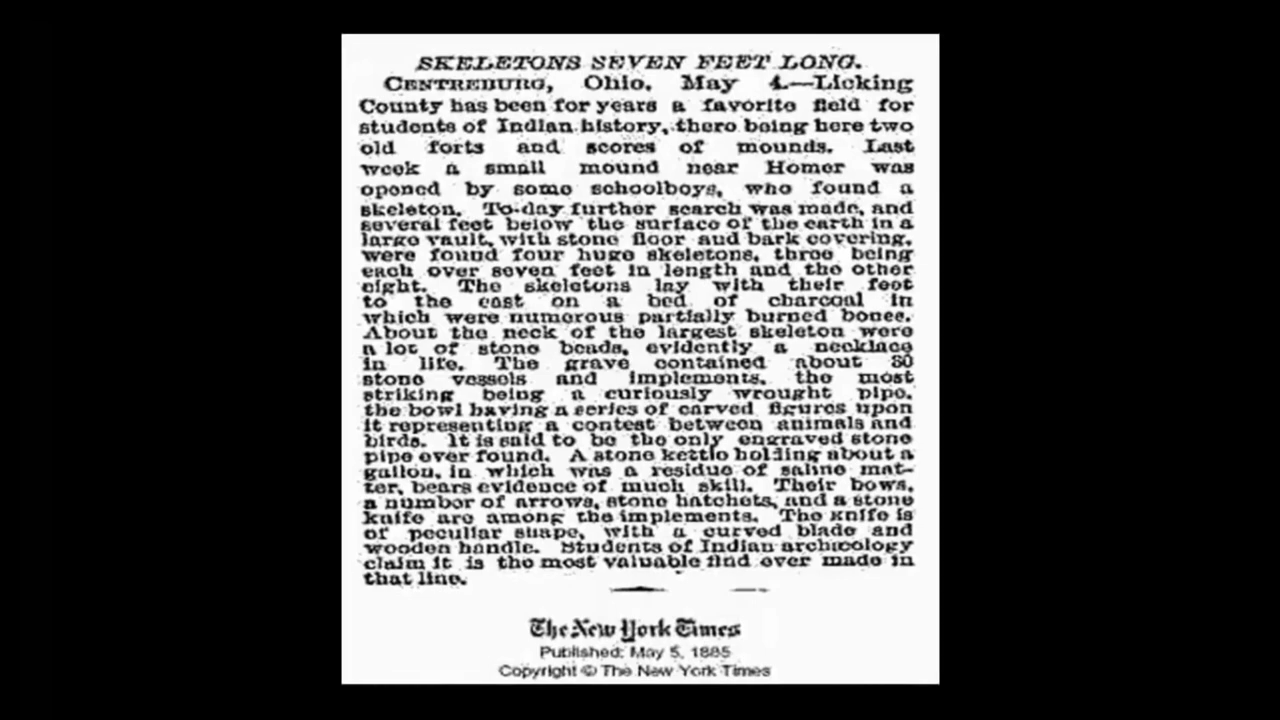 SKELETONS SEVEN FEET LONG.
CENTREBURG, Ohio, May 4.—Licking
County has been for years a favorite field for
students of Indian history, there being here two
old forts and scores of mounds. Last
week a small mound near Homer was
opened by some schoolboys, who found a
skeleton. To-day further search was made, and
several feet below the surface of the earth in a
large vault, with stone floor and bark covering,
were found four huge skeletons, three being
each over seven feet in length and the other
eight. The skeletons lay with their feet
to the east on a bed of charcoal in
which were numerous partially burned bones.
About the neck of the largest skeleton were
a lot of stone beads, evidently a necklace
in life. The grave contained about
stone vessels and implements, the most
striking being a curiously wrought pipe,
the bowl having a series of carved figures upon
it representing a contest between animals and
birds. It is said to be the only engraved stone
pipe ever found. A stone kettle holding about a
gallon, in which was a residue of saline mat-
ter, bears evidence of much skill. Their bows,
a number of arrows, stone hatchets, and a stone
knife are among the implements. The knife is
of peculiar shape, with a curved blade and
wooden handle. Students of Indian archæology
claim it is the most valuable find ever made in
that line.
The New York Times
Published: May 5, 1885
Copyright © The New York Times